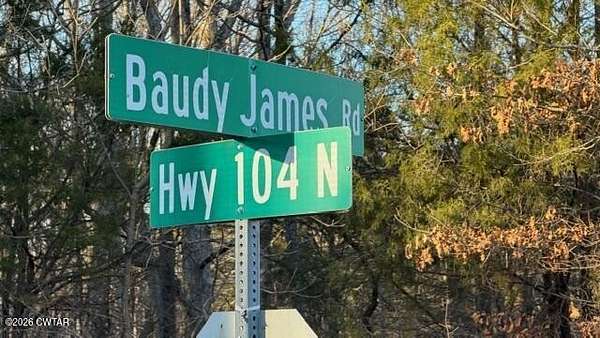 Baudy James Rd
Hwy 104 N
©2026 CWTAR